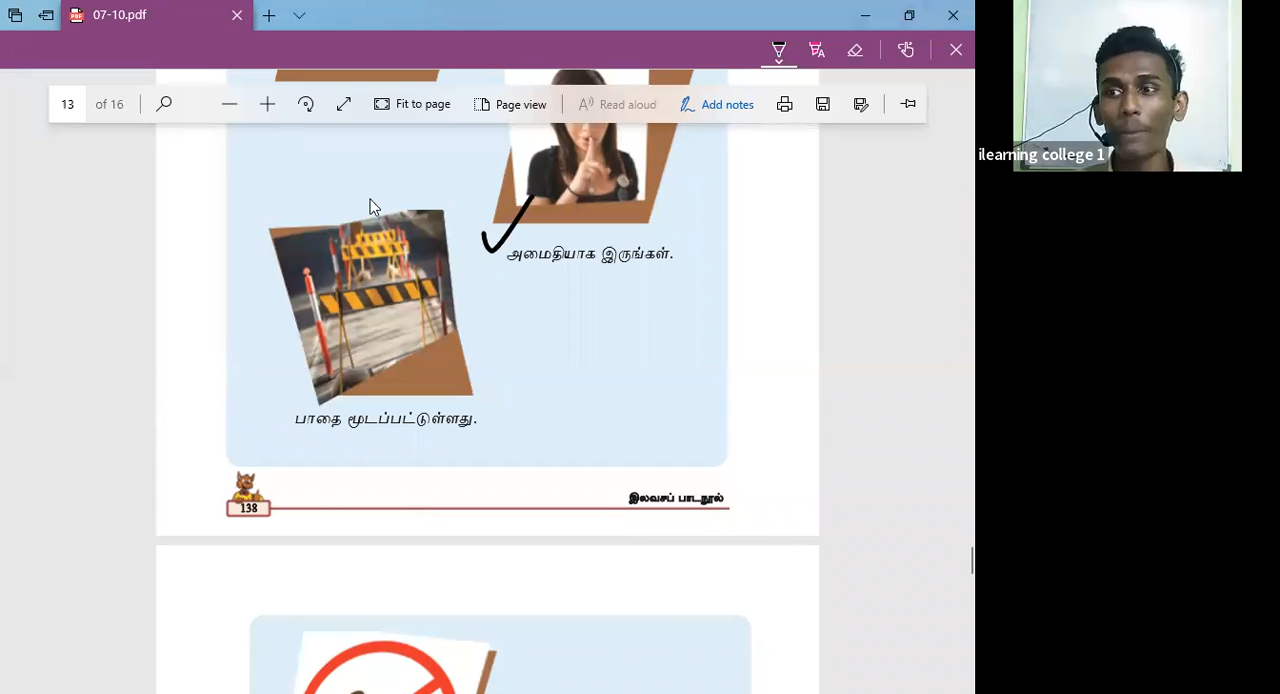 07-10.pdf
13 of 16
Fit to page
Page view
Read aloud
Add notes
ilearning college 1
அமைதியாக இருங்கள்.
பாதை மூடப்பட்டுள்ளது.
138
இலவசப் பாடநூல்